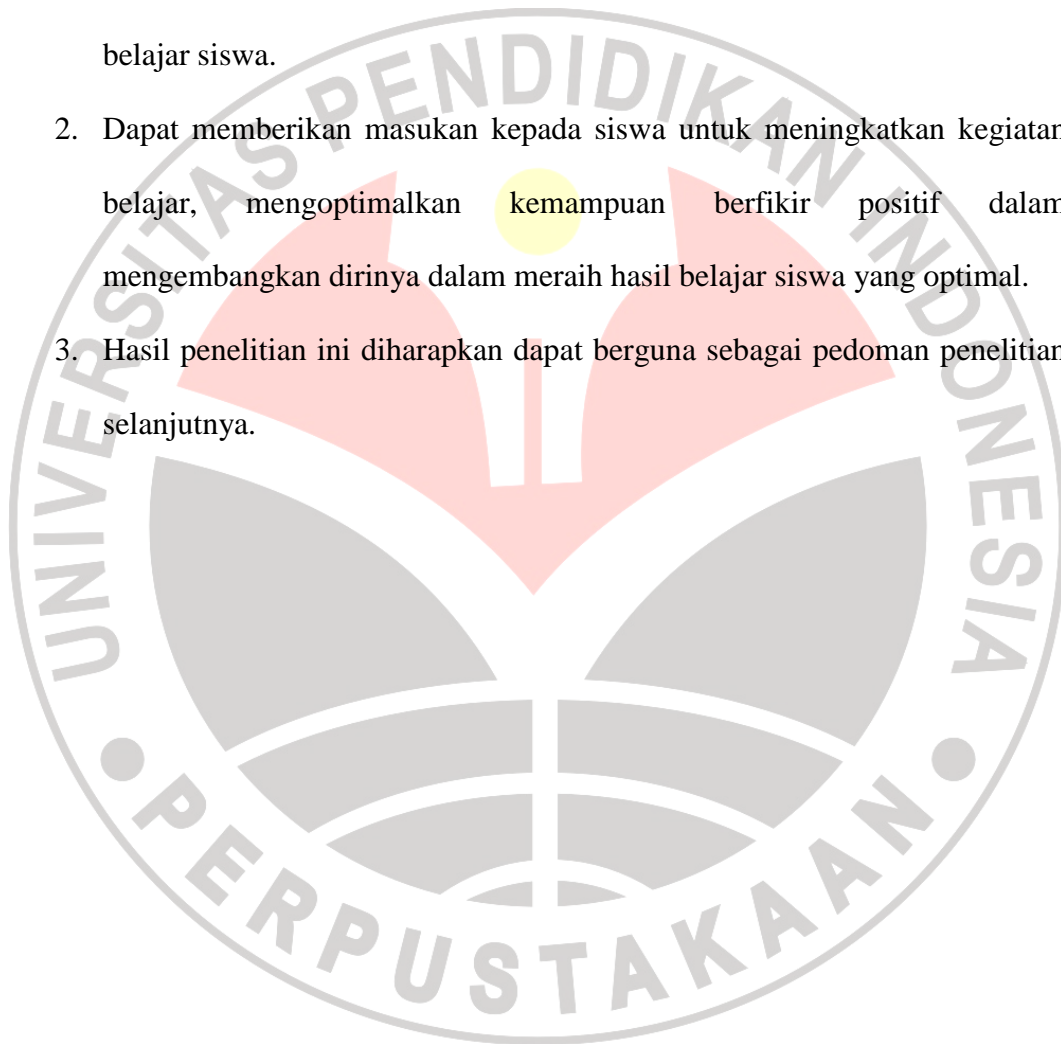 belajar siswa.
2. Dapat memberikan masukan kepada siswa untuk meningkatkan kegiatan
belajar, mengoptimalkan kemampuan berfikir positif dalam
mengembangkan dirinya dalam meraih hasil belajar siswa yang optimal.
3. Hasil penelitian ini diharapkan dapat berguna sebagai pedoman penelitian
selanjutnya.
UNIVERSITAS PENDIDIKAN INDONESIA
PERPUSTAKAAN